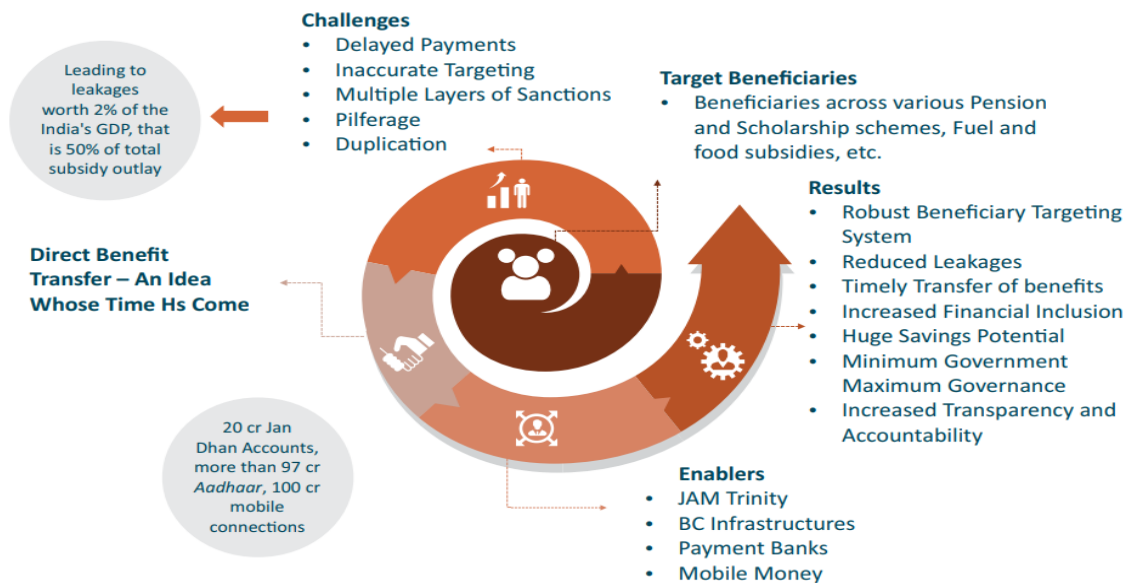 Challenges
• Delayed Payments
• Inaccurate Targeting
• Multiple Layers of Sanctions
• Pilferage
• Duplication
Leading to
leakages
worth 2% of the
India's GDP, that
is 50% of total
subsidy outlay
Target Beneficiaries
• Beneficiaries across various Pension
and Scholarship schemes, Fuel and
food subsidies, etc.
Results
• Robust Beneficiary Targeting
System
• Reduced Leakages
• Timely Transfer of benefits
• Increased Financial Inclusion
• Huge Savings Potential
• Minimum Government
Maximum Governance
• Increased Transparency and
Accountability
Direct Benefit
Transfer – An Idea
Whose Time Hs Come
20 cr Jan
Dhan Accounts,
more than 97 cr
Aadhaar, 100 cr
mobile
connections
Enablers
• JAM Trinity
• BC Infrastructures
• Payment Banks
• Mobile Money